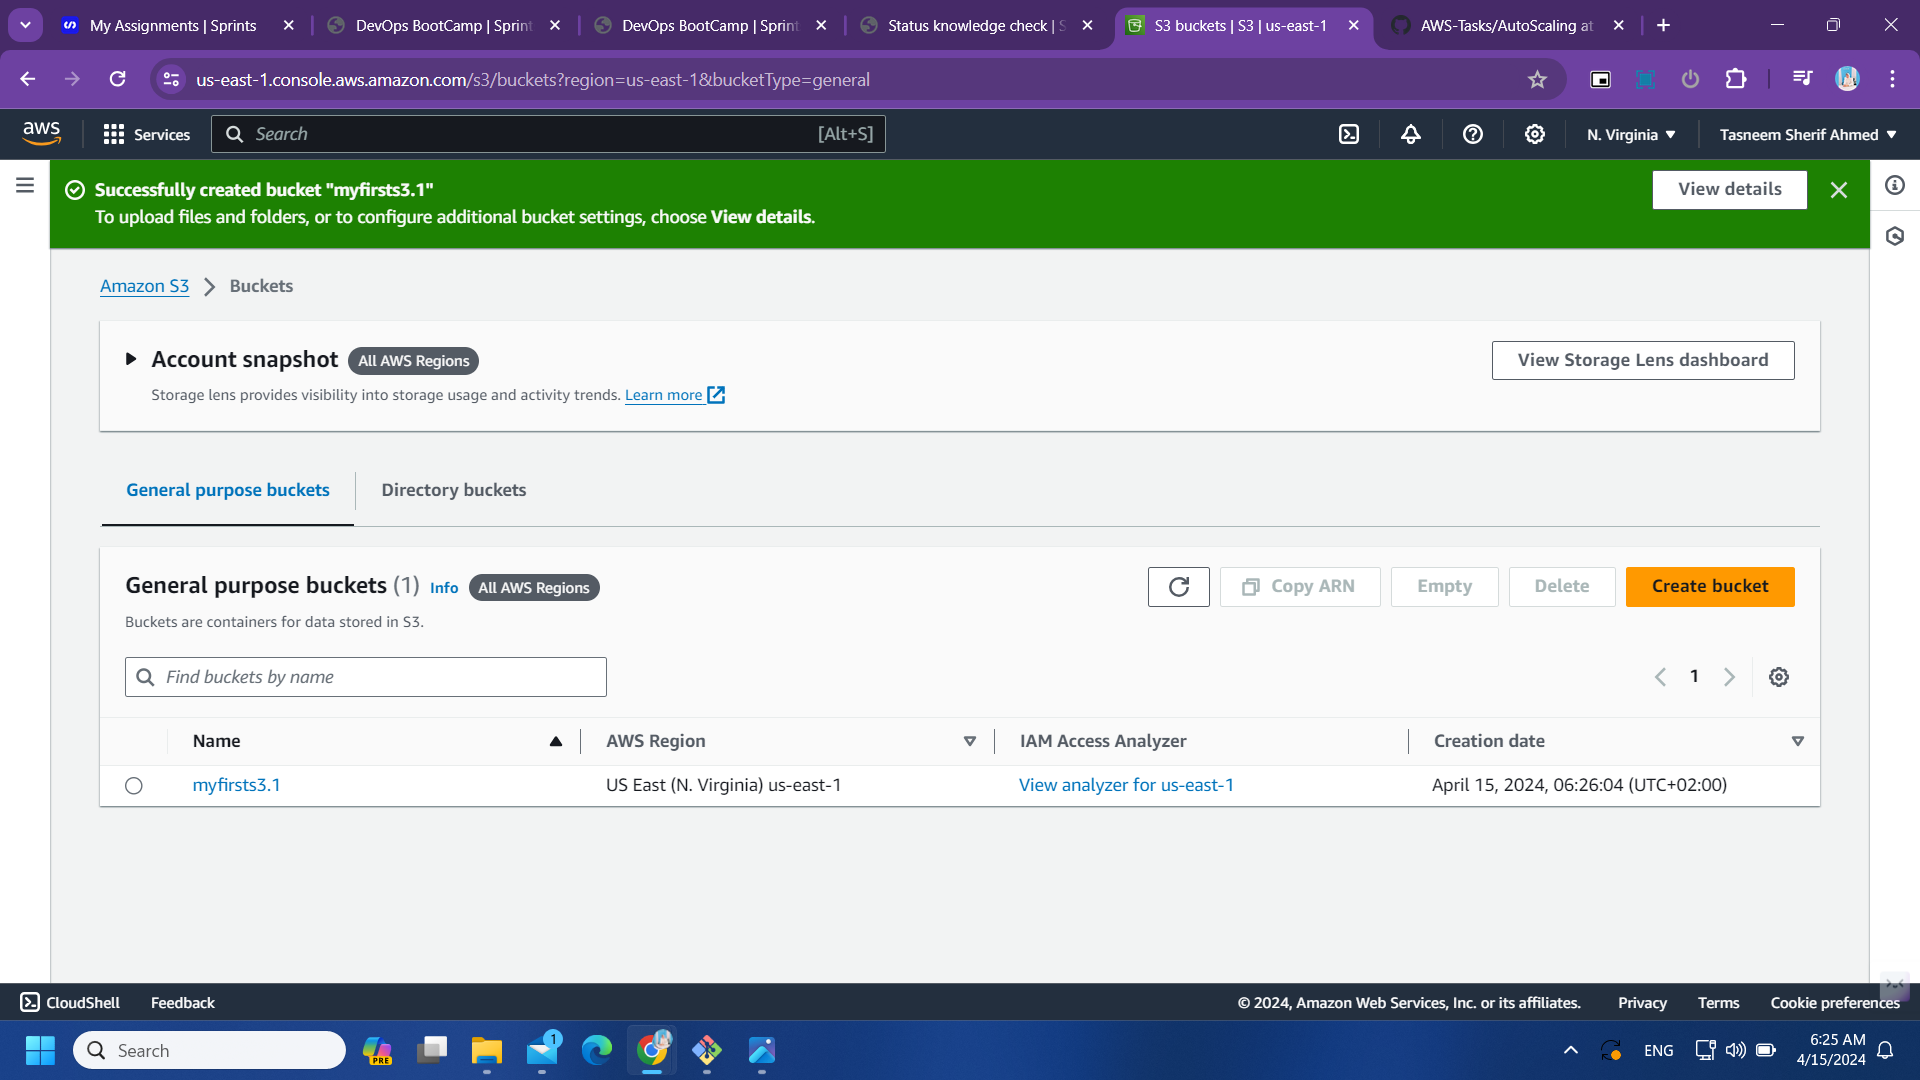 My Assignments | Sprints
DevOps BootCamp | Sprint
DevOps BootCamp | Sprint
Status knowledge check | S
S3 buckets | S3 | us-east-1
AWS-Tasks/AutoScaling at
us-east-1.console.aws.amazon.com/s3/buckets?region=us-east-1&bucketType=general
aws
Services
Search
[Alt+S]
N. Virginia
Tasneem Sherif Ahmed
Successfully created bucket "myfirsts3.1"
To upload files and folders, or to configure additional bucket settings, choose View details.
View details
Amazon S3
Buckets
Account snapshot
All AWS Regions
Storage lens provides visibility into storage usage and activity trends. Learn more
View Storage Lens dashboard
General purpose buckets
Directory buckets
General purpose buckets (1)
Info
All AWS Regions
Buckets are containers for data stored in S3.
Copy ARN
Empty
Delete
Create bucket
Find buckets by name
1
Name
AWS Region
IAM Access Analyzer
Creation date
myfirsts3.1
US East (N. Virginia) us-east-1
View analyzer for us-east-1
April 15, 2024, 06:26:04 (UTC+02:00)
CloudShell
Feedback
© 2024, Amazon Web Services, Inc. or its affiliates.
Privacy
Terms
Cookie preferences
Search
PRE
1
ENG
6:25 AM
4/15/2024